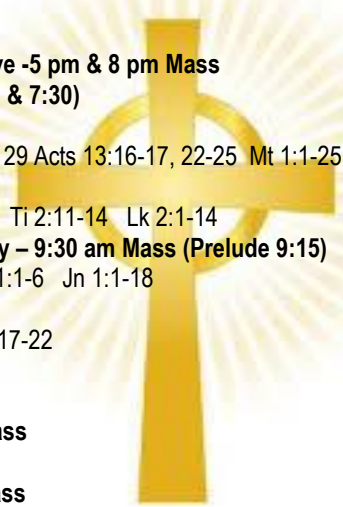 ve -5 pm & 8 pm Mass
& 7:30)
29 Acts 13:16-17, 22-25 Mt 1:1-25
Ti 2:11-14 Lk 2:1-14
y – 9:30 am Mass (Prelude 9:15)
1:1-6 Jn 1:1-18
17-22
ass
ass